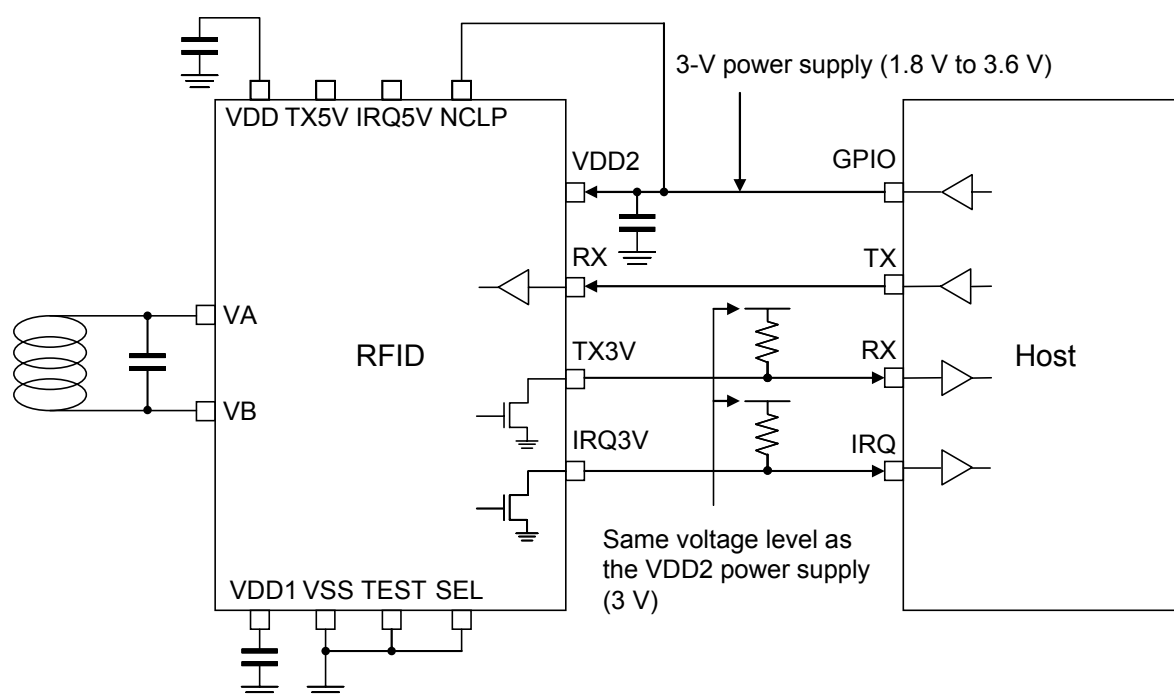 3-V power supply (1.8 V to 3.6 V)
VDD TX5V IRQ5V NCLP
VDD2
GPIO
RX
TX
VA
RFID
TX3V
RX
Host
VB
IRQ3V
IRQ
Same voltage level as
the VDD2 power supply
(3 V)
VDD1 VSS TEST SEL